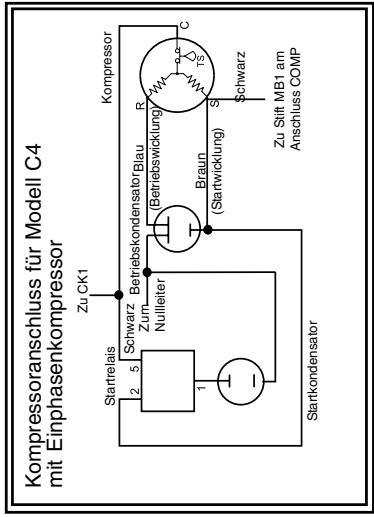 Kompressoranschluss für Modell C4
mit Einphasenkompressor
Zu CK1
Kompressor
C
TS
R
S
Blau
(Betriebswicklung)
Schwarz
Braun
(Startwicklung)
Zu Stift MB1 am
Anschluss COMP
Betriebskondensator
Schwarz
Zum
Nullleiter
Startrelais
2
5
1
Startkondensator